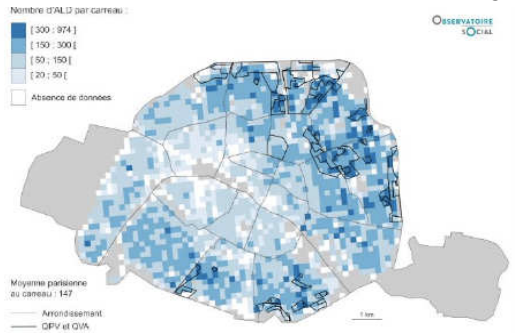 Nombre d'ALD par carreau :
OBSERVATOIRE
SOCIAL
[ 300 ; 974 ]
[ 150 ; 300 [
[ 50 ; 150 [
[ 20 ; 50 [
Absence de données
Moyenne parisienne
au carreau : 147
Arrondissement
QPV et QVA
1 km